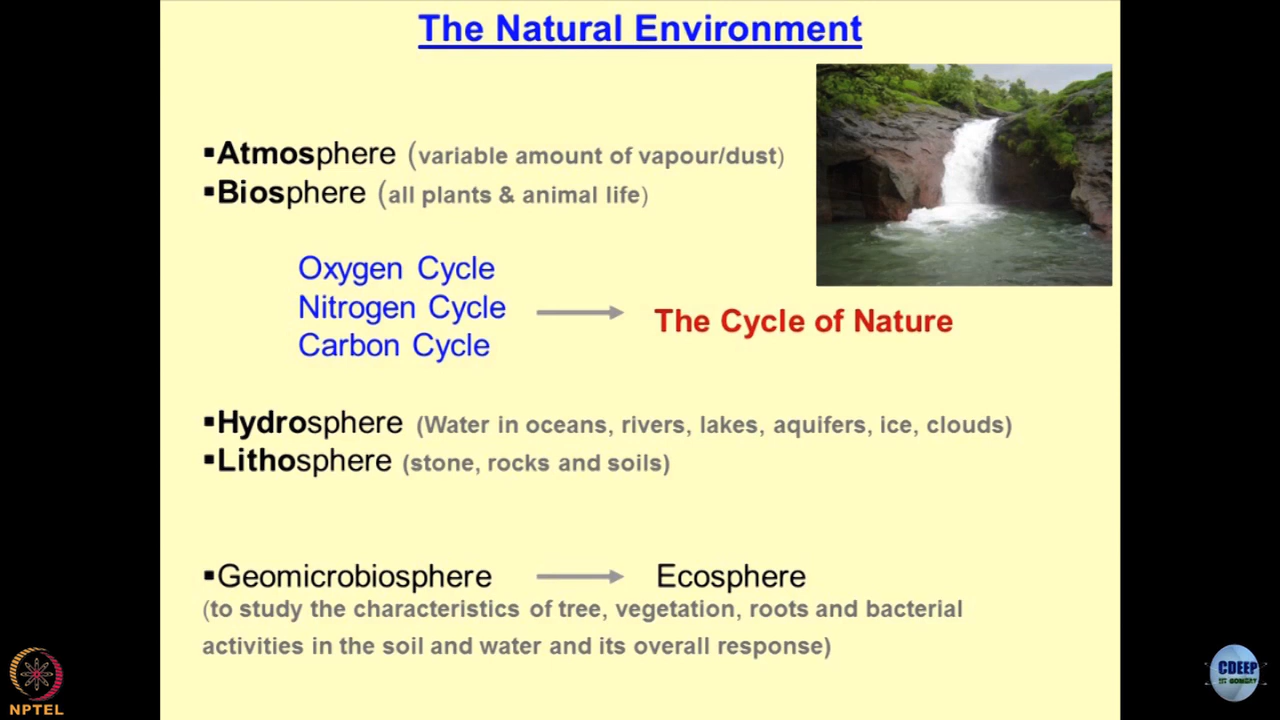 The Natural Environment
▪Atmosphere (variable amount of vapour/dust)
▪Biosphere (all plants & animal life)
Oxygen Cycle
Nitrogen Cycle
Carbon Cycle
The Cycle of Nature
▪Hydrosphere (Water in oceans, rivers, lakes, aquifers, ice, clouds)
▪Lithosphere (stone, rocks and soils)
▪Geomicrobiosphere Ecosphere
(to study the characteristics of tree, vegetation, roots and bacterial
activities in the soil and water and its overall response)
NPTEL
CDEEP
IIT BOMBAY